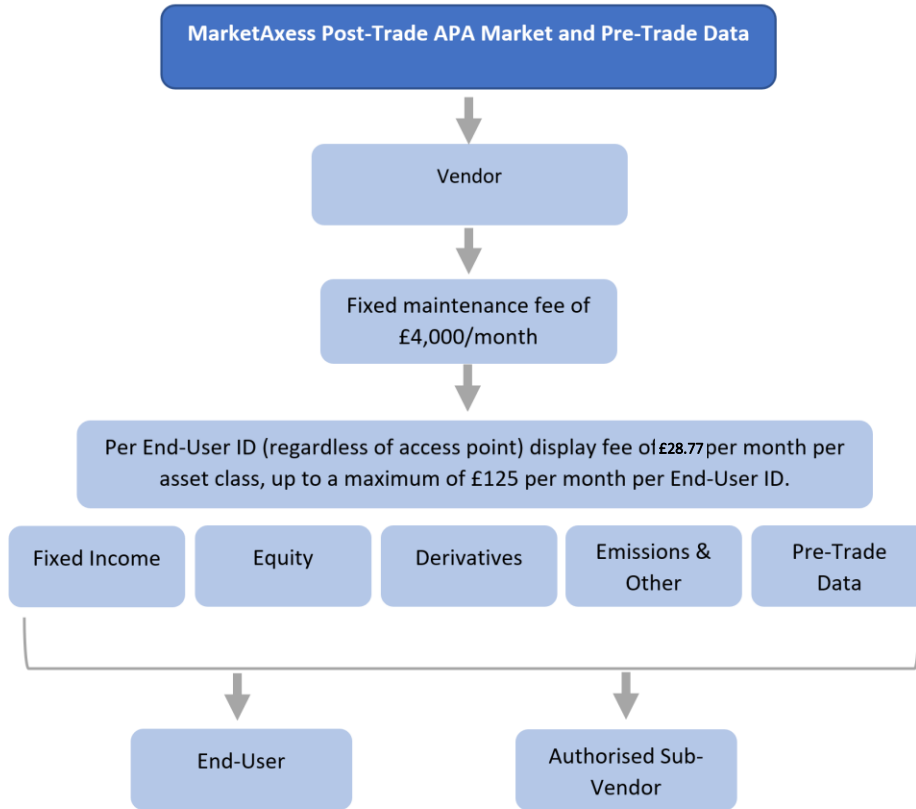 MarketAxess Post-Trade APA Market and Pre-Trade Data
Vendor
Fixed maintenance fee of
£4,000/month
Per End-User ID (regardless of access point) display fee of £28.77 per month per
asset class, up to a maximum of £125 per month per End-User ID.
Fixed Income
Equity
Derivatives
Emissions &
Other
Pre-Trade
Data
End-User
Authorised Sub-
Vendor